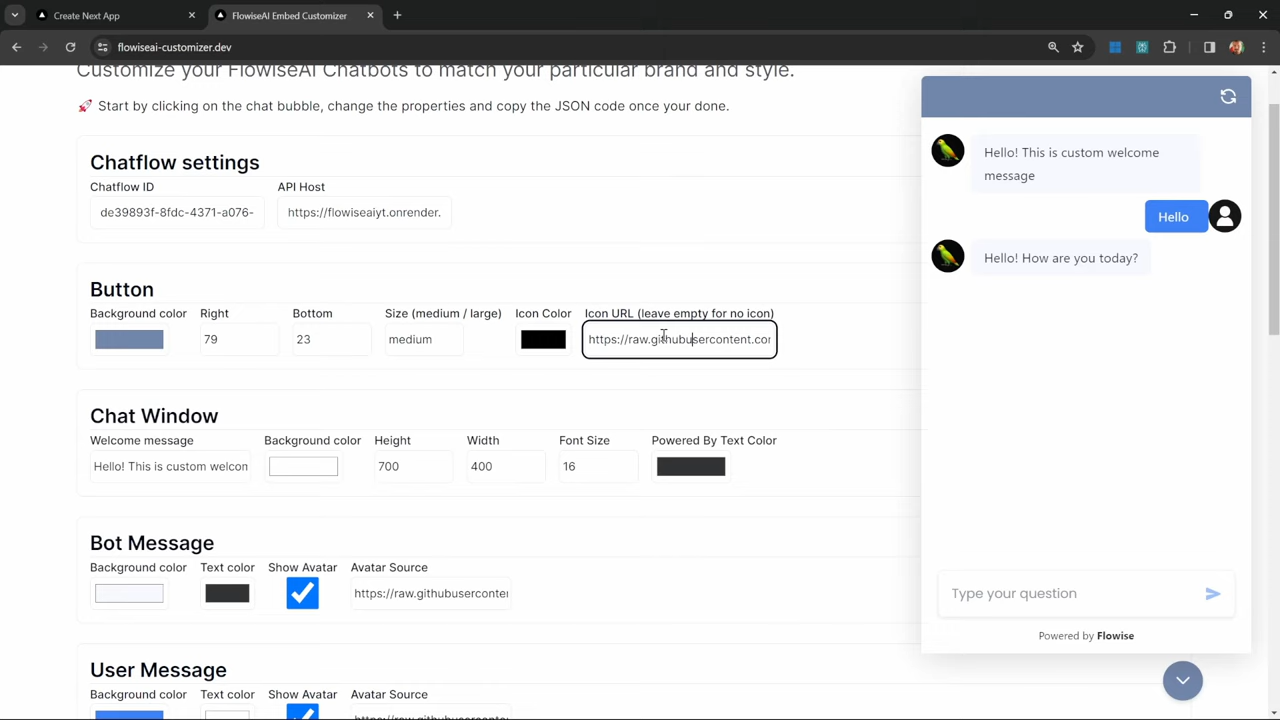 Create Next App
FlowiseAI Embed Customizer
flowiseai-customizer.dev
Customize your FlowiseAI Chatbots to match your particular brand and style.
🚀 Start by clicking on the chat bubble, change the properties and copy the JSON code once your done.
Chatflow settings
Chatflow ID API Host
de39893f-8fdc-4371-a076- https://flowiseaiyt.onrender.
Button
Background color Right Bottom Size (medium / large) Icon Color Icon URL (leave empty for no icon)
79 23 medium https://raw.githubusercontent.cor
Chat Window
Welcome message Background color Height Width Font Size Powered By Text Color
Hello! This is custom welcon 700 400 16
Bot Message
Background color Text color Show Avatar Avatar Source
https://raw.githubuserconter
User Message
Background color Text color Show Avatar Avatar Source
Hello! This is custom welcome
message
Hello
Hello! How are you today?
Type your question
Powered by Flowise